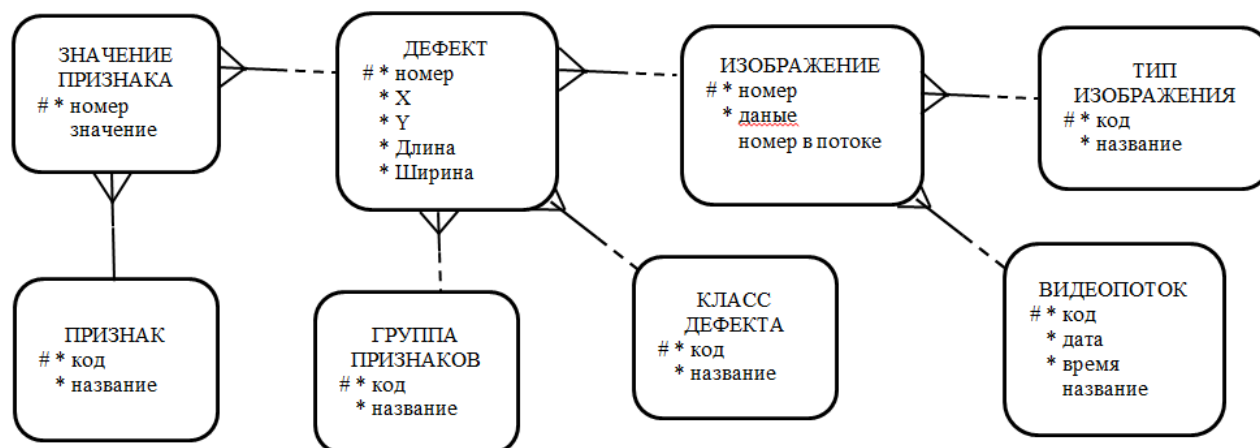 ЗНАЧЕНИЕ
ПРИЗНАКА
# * номер
значение
ДЕФЕКТ
# * номер
* X
* Y
* Длина
* Ширина
ИЗОБРАЖЕНИЕ
# * номер
* даные
номер в потоке
ТИП
ИЗОБРАЖЕНИЯ
# * код
* название
ПРИЗНАК
# * код
* название
ГРУППА
ПРИЗНАКОВ
# * код
* название
КЛАСС
ДЕФЕКТА
# * код
* название
ВИДЕОПОТОК
# * код
* дата
* время
название